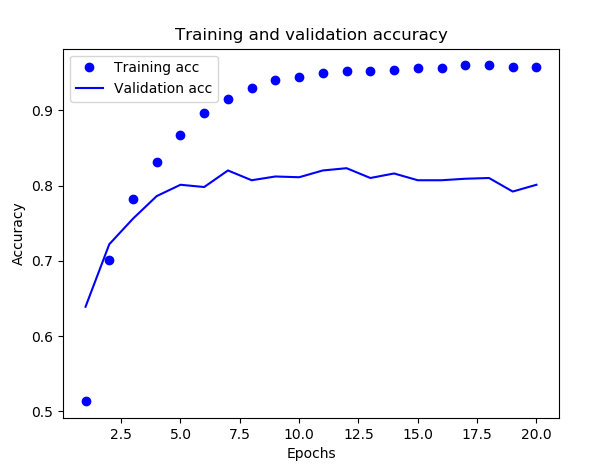 Training and validation accuracy
Training acc
Validation acc
0.9
0.8
0.7
0.6
0.5
Accuracy
2.5 5.0 7.5 10.0 12.5 15.0 17.5 20.0
Epochs